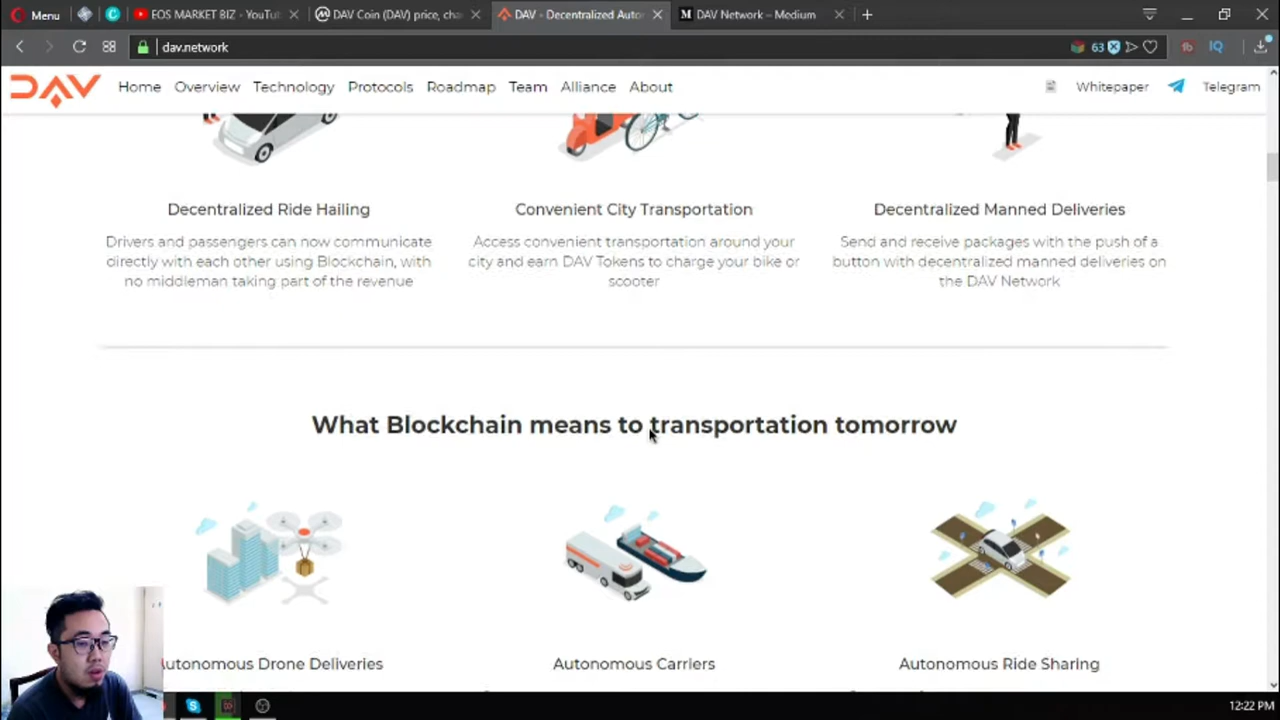 Menu
EOS MARKET BIZ - YouTu
DAV Coin (DAV) price, cha
DAV - Decentralized Auto
M DAV Network – Medium
dav.network
63
IQ
DAV
Home Overview Technology Protocols Roadmap Team Alliance About Whitepaper Telegram
Decentralized Ride Hailing
Drivers and passengers can now communicate
directly with each other using Blockchain, with
no middleman taking part of the revenue
Convenient City Transportation
Access convenient transportation around your
city and earn DAV Tokens to charge your bike or
scooter
Decentralized Manned Deliveries
Send and receive packages with the push of a
button with decentralized manned deliveries on
the DAV Network
What Blockchain means to transportation tomorrow
utonomous Drone Deliveries
Autonomous Carriers
Autonomous Ride Sharing
12:22 PM